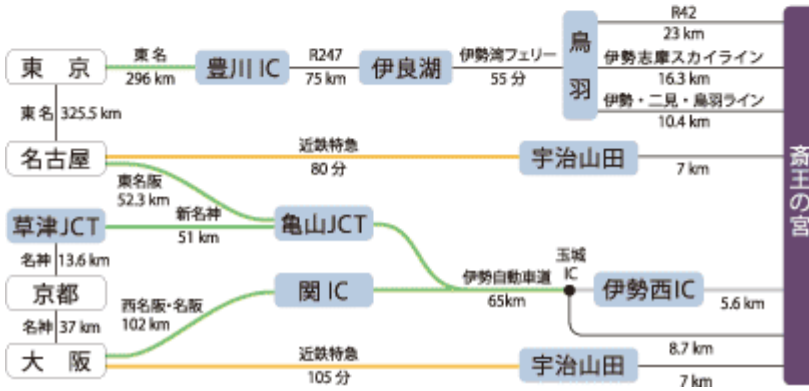 R42
23 km
東京
東名
296 km
豊川 IC
R247
75 km
伊良湖
伊勢湾フェリー
55 分
鳥羽
伊勢志摩スカイライン
16.3 km
伊勢・二見・鳥羽ライン
10.4 km
東名 325.5 km
名古屋
近鉄特急
80 分
宇治山田
7 km
斎王の宮
東名阪
52.3 km
草津JCT
新名神
51 km
亀山JCT
名神 13.6 km
京都
西名阪・名阪
102 km
関 IC
伊勢自動車道
65km
玉城
IC
伊勢西IC
5.6 km
名神 37 km
大阪
8.7 km
近鉄特急
105 分
宇治山田
7 km